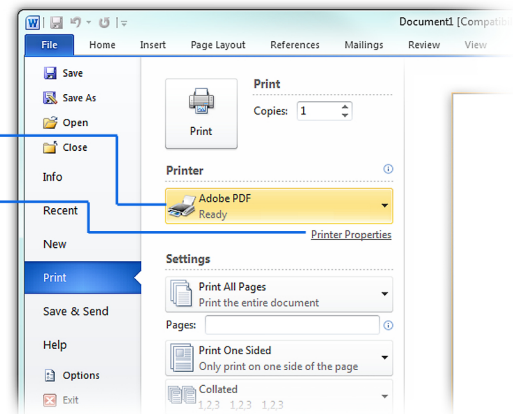 W
Document1 [Compatib
File Home Insert Page Layout References Mailings Review View
Save
Save As
Open
Close
Info
Recent
New
Print
Save & Send
Help
Options
Exit
Print
Print
Copies: 1
Printer
Adobe PDF
Ready
Printer Properties
Settings
Print All Pages
Print the entire document
Pages:
Print One Sided
Only print on one side of the page
Collated
1,2,3 1,2,3 1,2,3